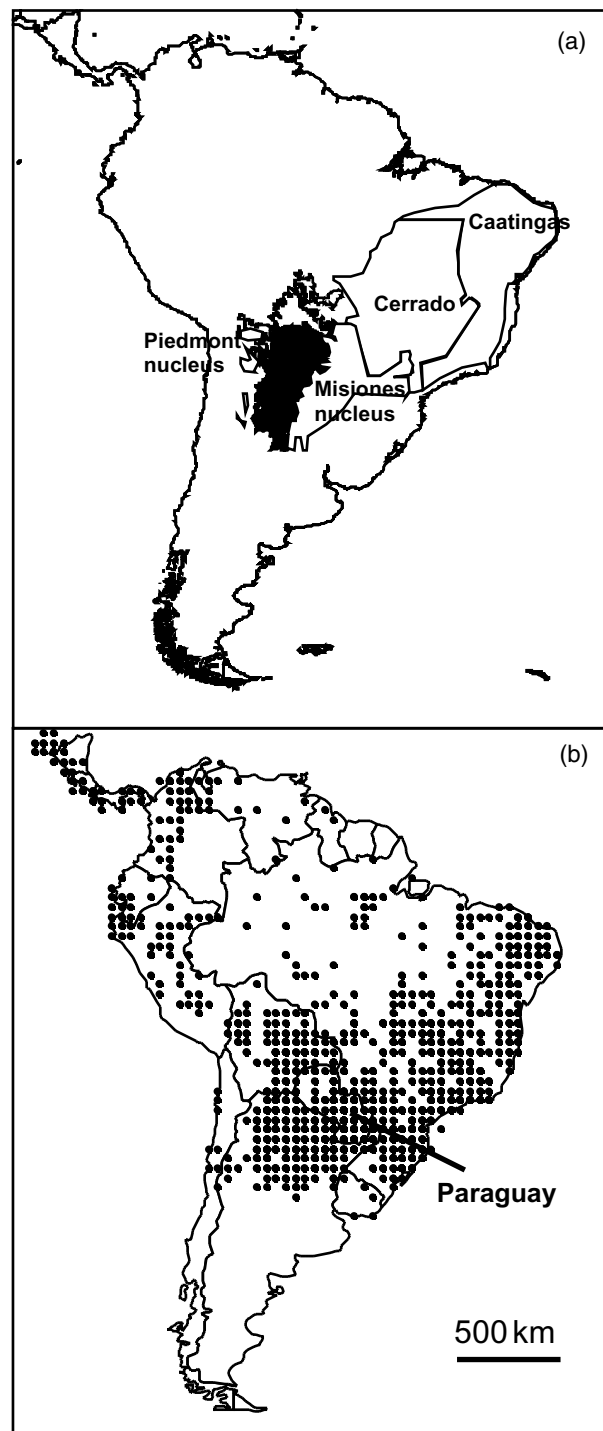 (a)
Caatingas
Cerrado
Piedmont
nucleus
Misiones
nucleus
(b)
Paraguay
500 km